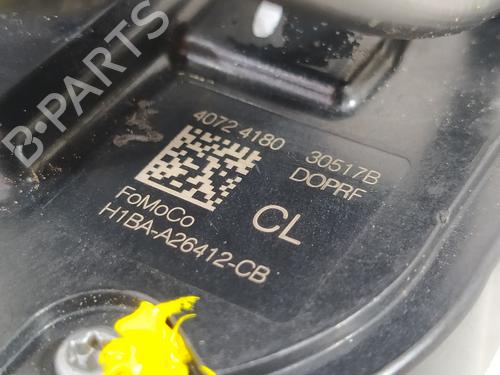 B-PARTS
4072 4180 30517B
DOPRF
CL
FoMoCo
H1BA-A26412-CB